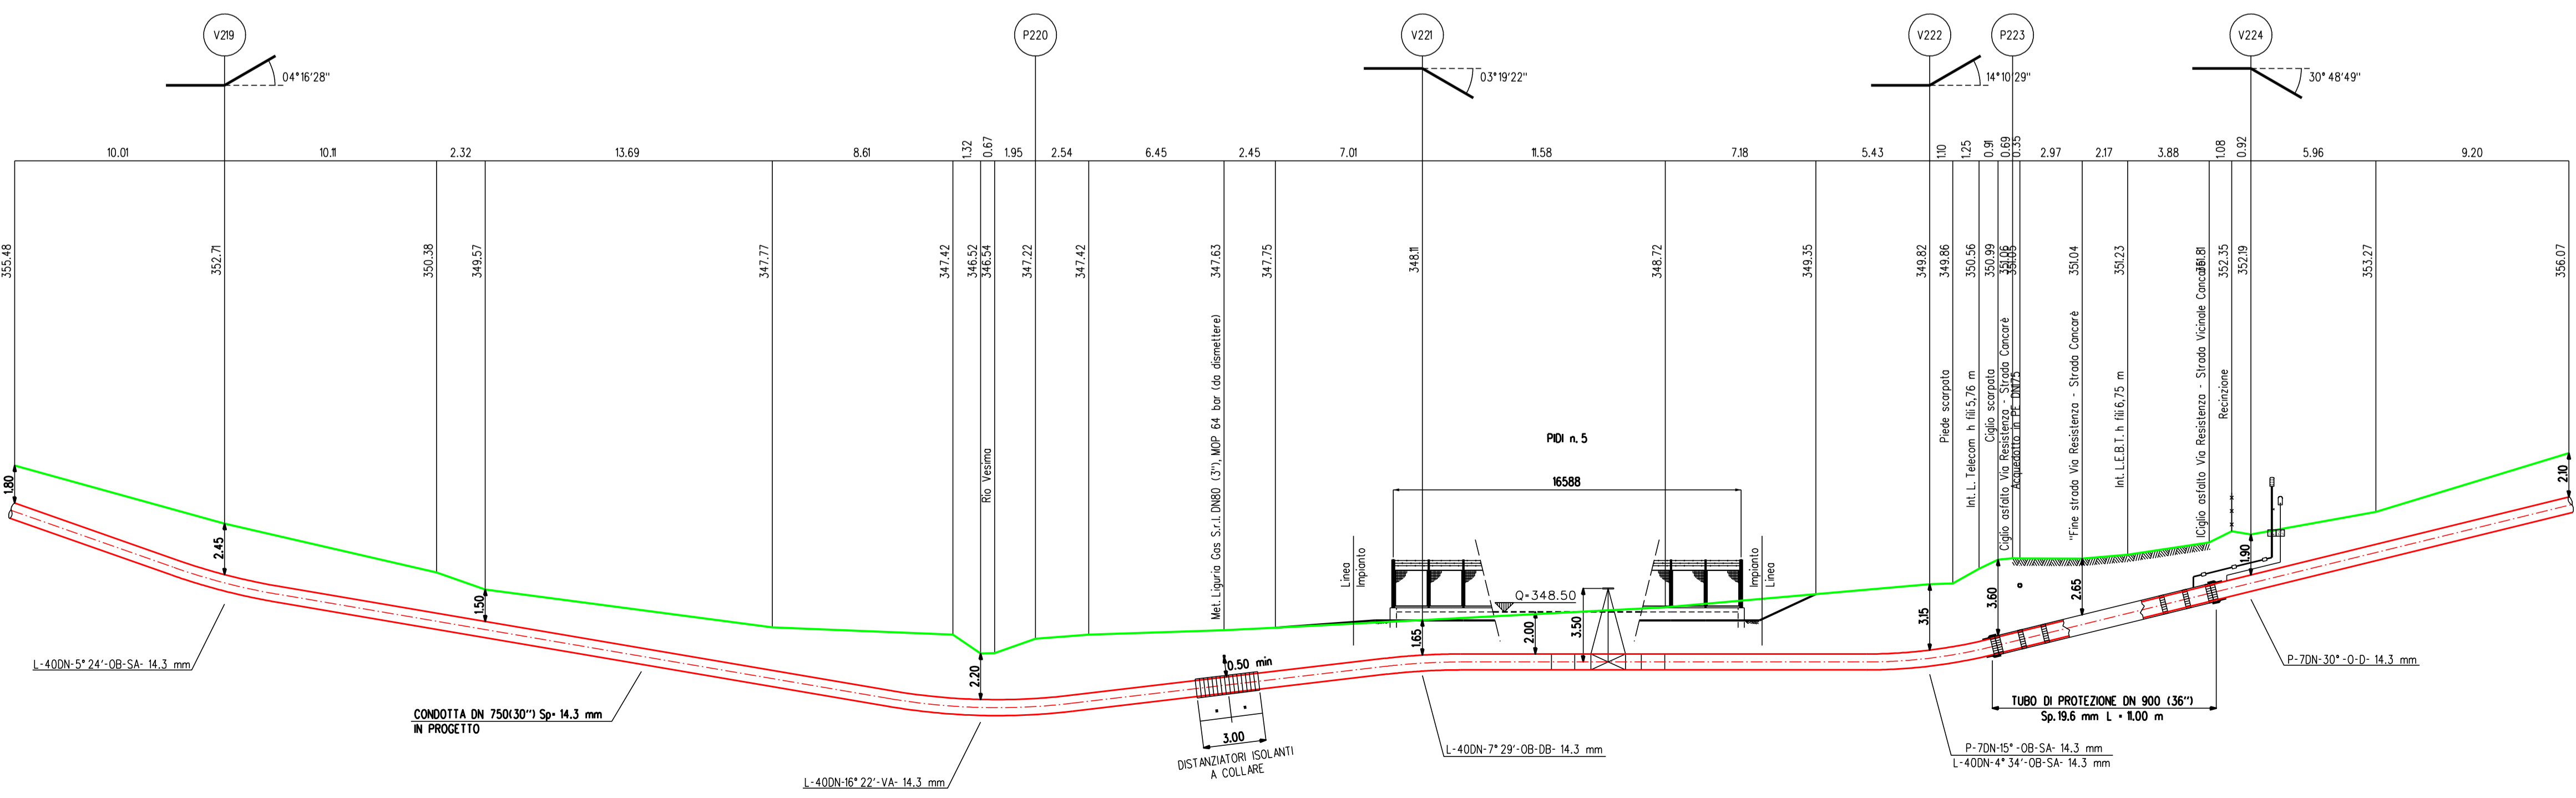 V219
P220
V221
V222
P223
V224
04°16'28"
03°19'22"
14°10'29"
30°48'49"
10.01
10.11
2.32
13.69
8.61
1.32
0.67
1.95
2.54
6.45
2.45
7.01
11.58
7.18
5.43
1.10
1.25
0.91
0.69
0.35
2.97
2.17
3.88
1.08
0.92
5.96
9.20
355.48
352.71
350.38
349.57
347.77
347.42
346.52
346.54
347.22
347.42
347.63
347.75
348.11
348.72
349.35
349.82
349.86
350.56
350.99
351.06
351.05
351.04
351.23
351.81
352.35
352.19
353.27
356.07
Rio Vesima
Met. Liguria Gas S.r.l. DN80 (3"), MOP 64 bar (da dismettere)
Piede scarpata
Int. L. Telecom h fili 5,76 m
Ciglio scarpata
Ciglio asfalto Via Resistenza - Strada Cancarè
Acquedotto in PE DN175
"Fine strada Via Resistenza - Strada Cancarè
Int. L.E.B.T. h fili 6,75 m
Ciglio asfalto Via Resistenza - Strada Vicinale Cancarè
Recinzione
PIDI n. 5
16588
Linea
Impianto
Impianto
Linea
Q=348.50
1.80
2.45
1.50
2.20
0.50 min
1.65
2.00
3.50
3.15
3.60
2.65
1.90
2.10
3.00
DISTANZIATORI ISOLANTI
A COLLARE
L-40DN-5°24'-OB-SA- 14.3 mm
CONDOTTA DN 750(30") Sp= 14.3 mm
IN PROGETTO
L-40DN-16°22'-VA- 14.3 mm
L-40DN-7°29'-OB-DB- 14.3 mm
P-7DN-15°-OB-SA- 14.3 mm
L-40DN-4°34'-OB-SA- 14.3 mm
TUBO DI PROTEZIONE DN 900 (36")
Sp.19.6 mm L = 11.00 m
P-7DN-30°-O-D- 14.3 mm